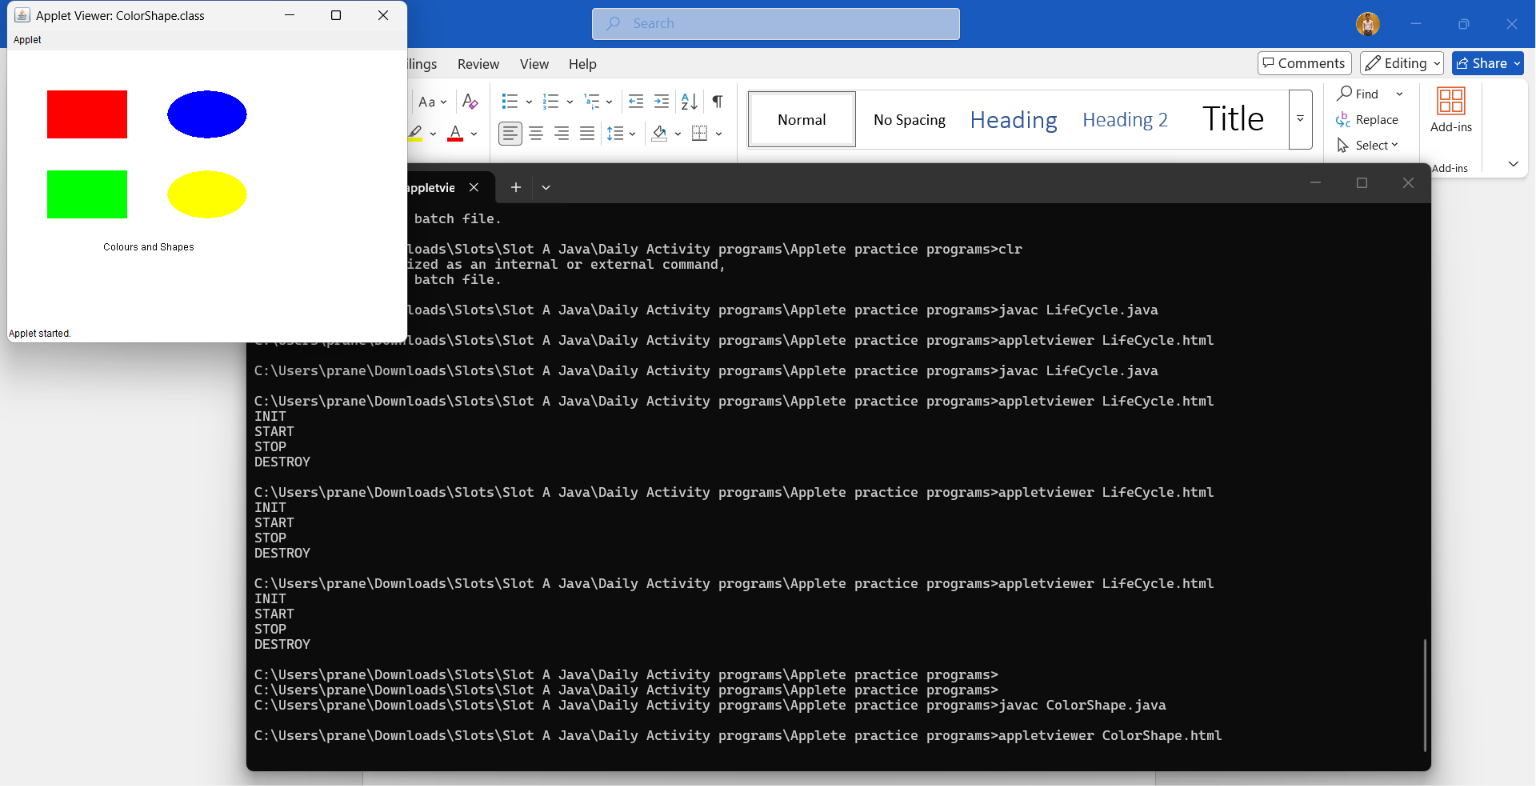 Applet Viewer: ColorShape.class
Applet
Colours and Shapes
Applet started.
Search
Review View Help
Comments Editing Share
Aa
Normal
No Spacing
Heading
Heading 2
Title
Find
Replace
Select
Add-ins
Add-ins
batch file.
Slot A Java\Daily Activity programs\Applete practice programs>clr
as an internal or external command,
batch file.
Slot A Java\Daily Activity programs\Applete practice programs>javac LifeCycle.java
Slot A Java\Daily Activity programs\Applete practice programs>appletviewer LifeCycle.html
C:\Users\prane\Downloads\Slots\Slot A Java\Daily Activity programs\Applete practice programs>javac LifeCycle.java
C:\Users\prane\Downloads\Slots\Slot A Java\Daily Activity programs\Applete practice programs>appletviewer LifeCycle.html
INIT
START
STOP
DESTROY
C:\Users\prane\Downloads\Slots\Slot A Java\Daily Activity programs\Applete practice programs>appletviewer LifeCycle.html
INIT
START
STOP
DESTROY
C:\Users\prane\Downloads\Slots\Slot A Java\Daily Activity programs\Applete practice programs>appletviewer LifeCycle.html
INIT
START
STOP
DESTROY
C:\Users\prane\Downloads\Slots\Slot A Java\Daily Activity programs\Applete practice programs>
C:\Users\prane\Downloads\Slots\Slot A Java\Daily Activity programs\Applete practice programs>
C:\Users\prane\Downloads\Slots\Slot A Java\Daily Activity programs\Applete practice programs>javac ColorShape.java
C:\Users\prane\Downloads\Slots\Slot A Java\Daily Activity programs\Applete practice programs>appletviewer ColorShape.html